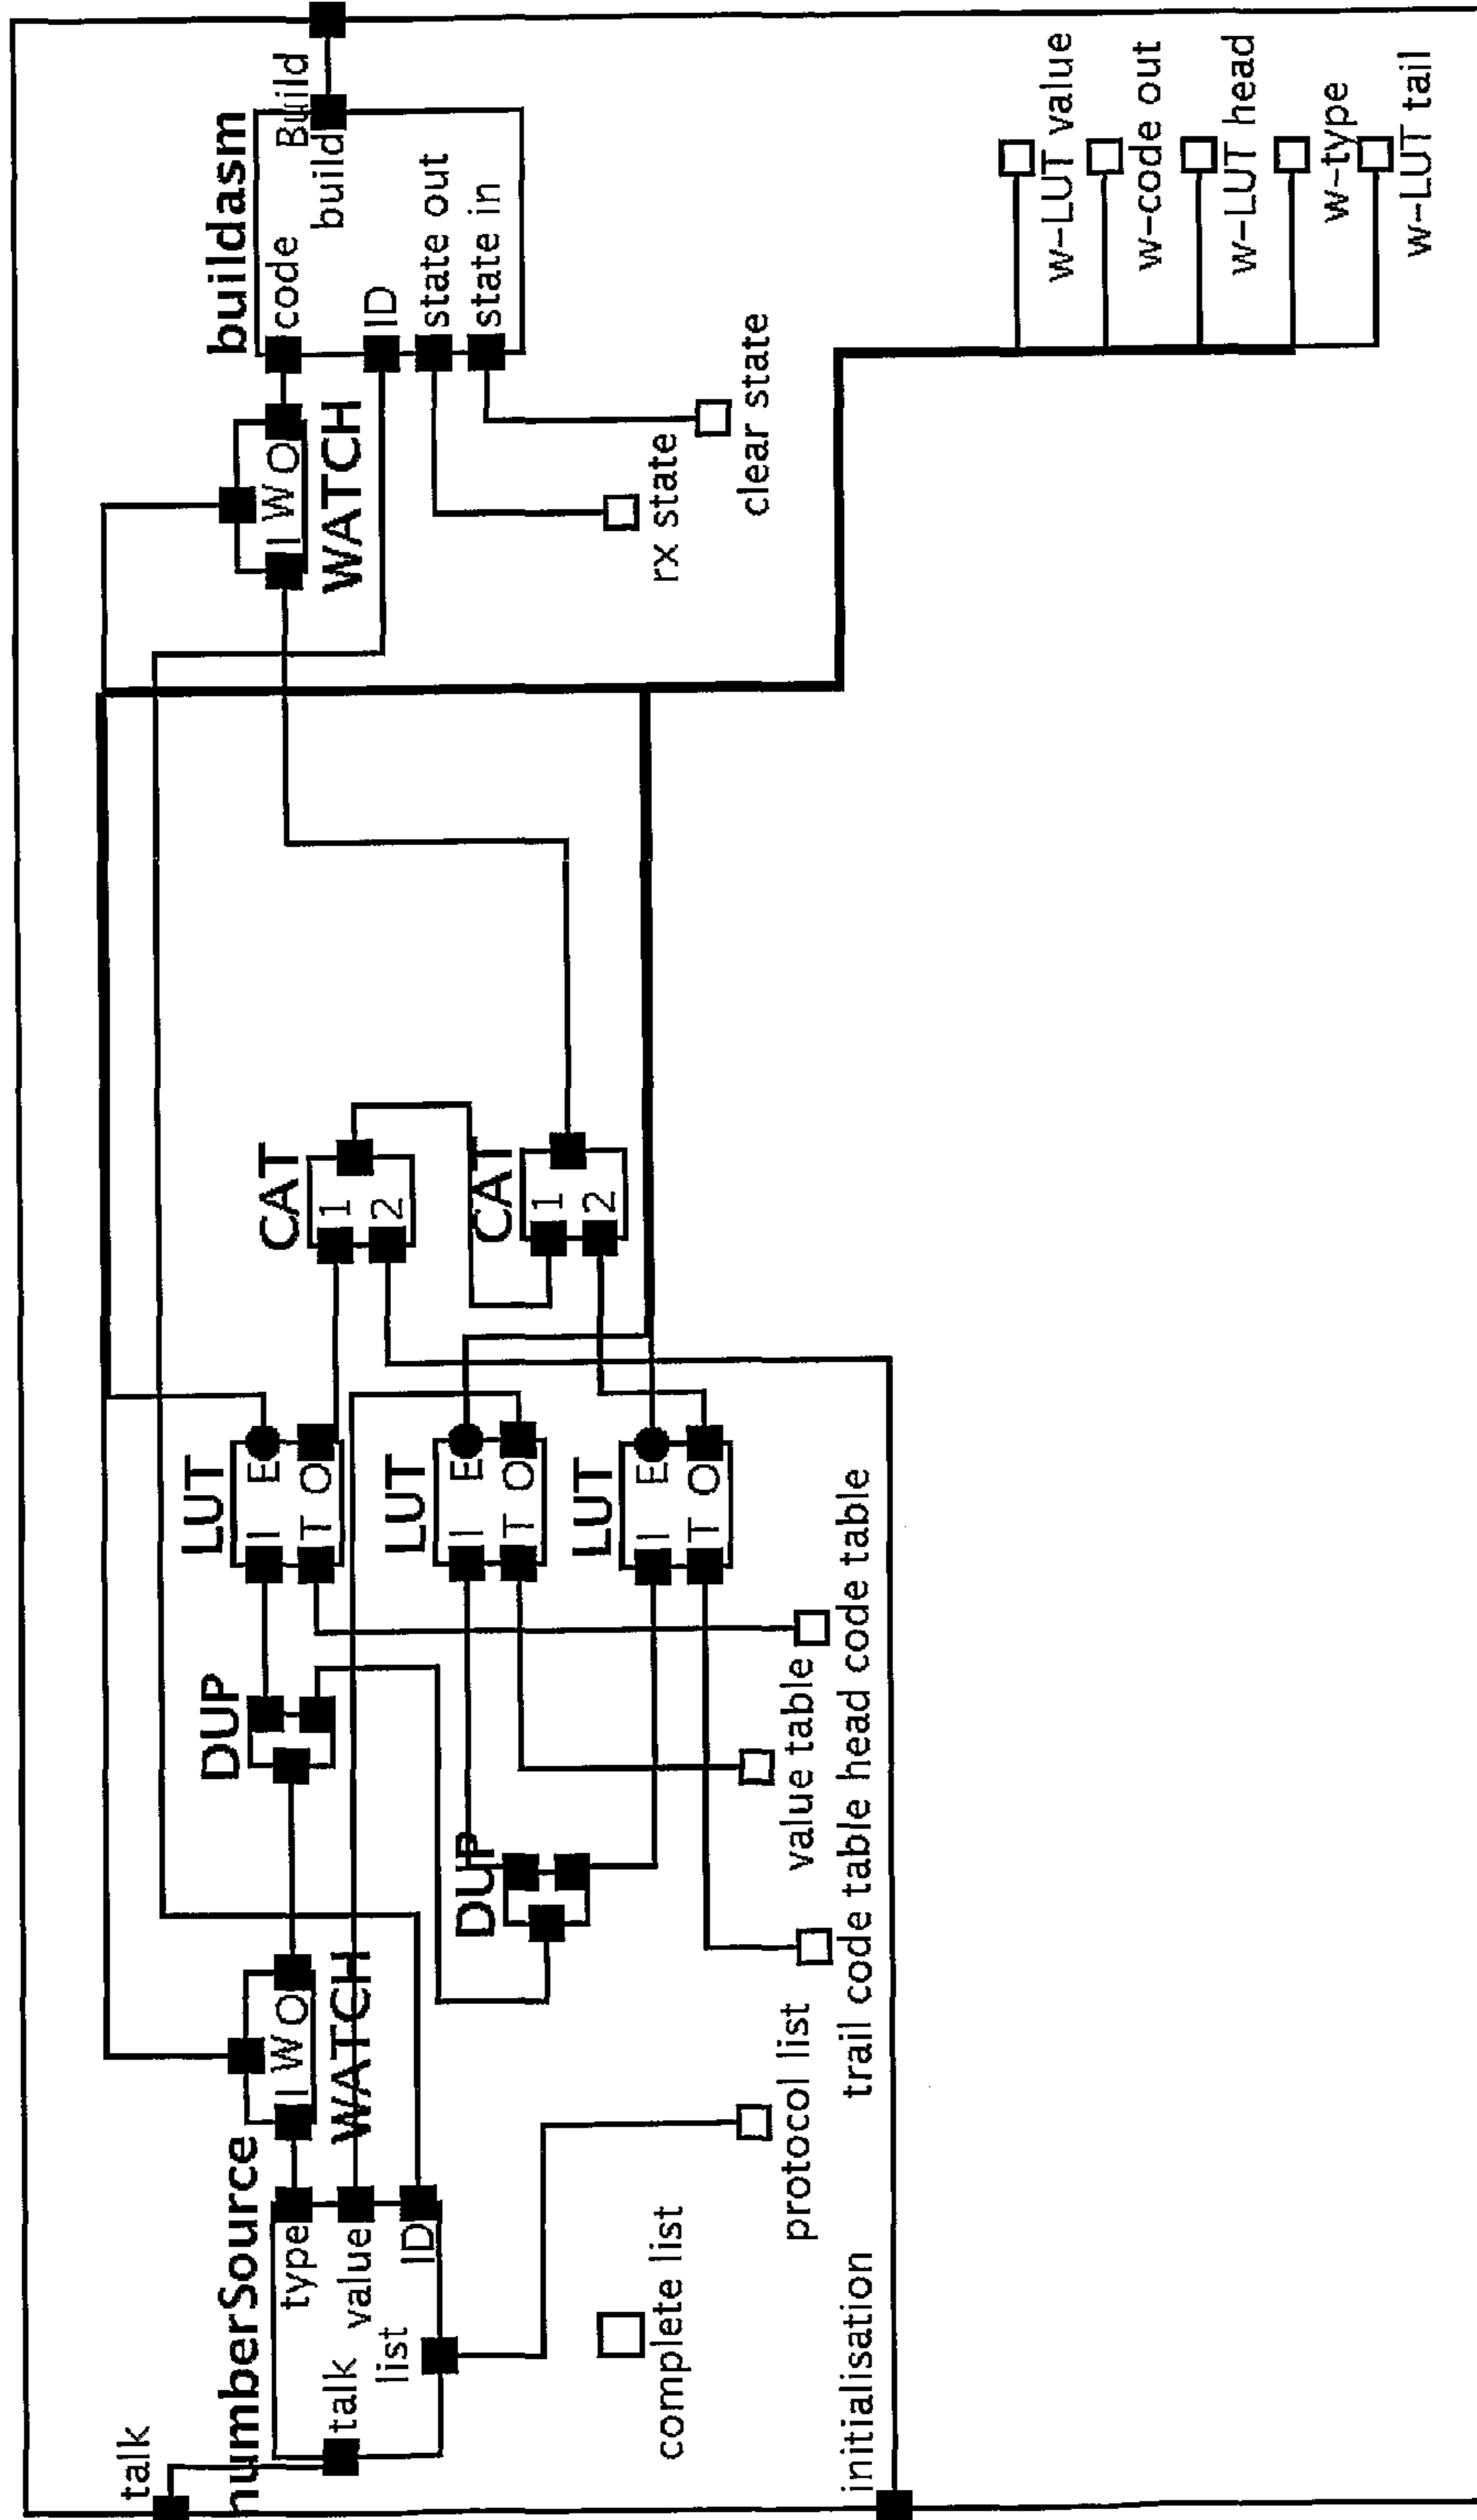 talk
numberSource
talk
list
type
value
ID
I W O
WATCH
DUP
DUP
LUT
I E
T O
LUT
I E
T O
LUT
I E
T O
CAT
1
2
CAT
1
2
I W O
WATCH
buildasm
code
ID
state out
state in
build
Build
rx state
clear state
complete list
protocol list
value table
trail code table head code table
initialisation
w-LUT value
w-code out
w-LUT head
w-type
w-LUT tail